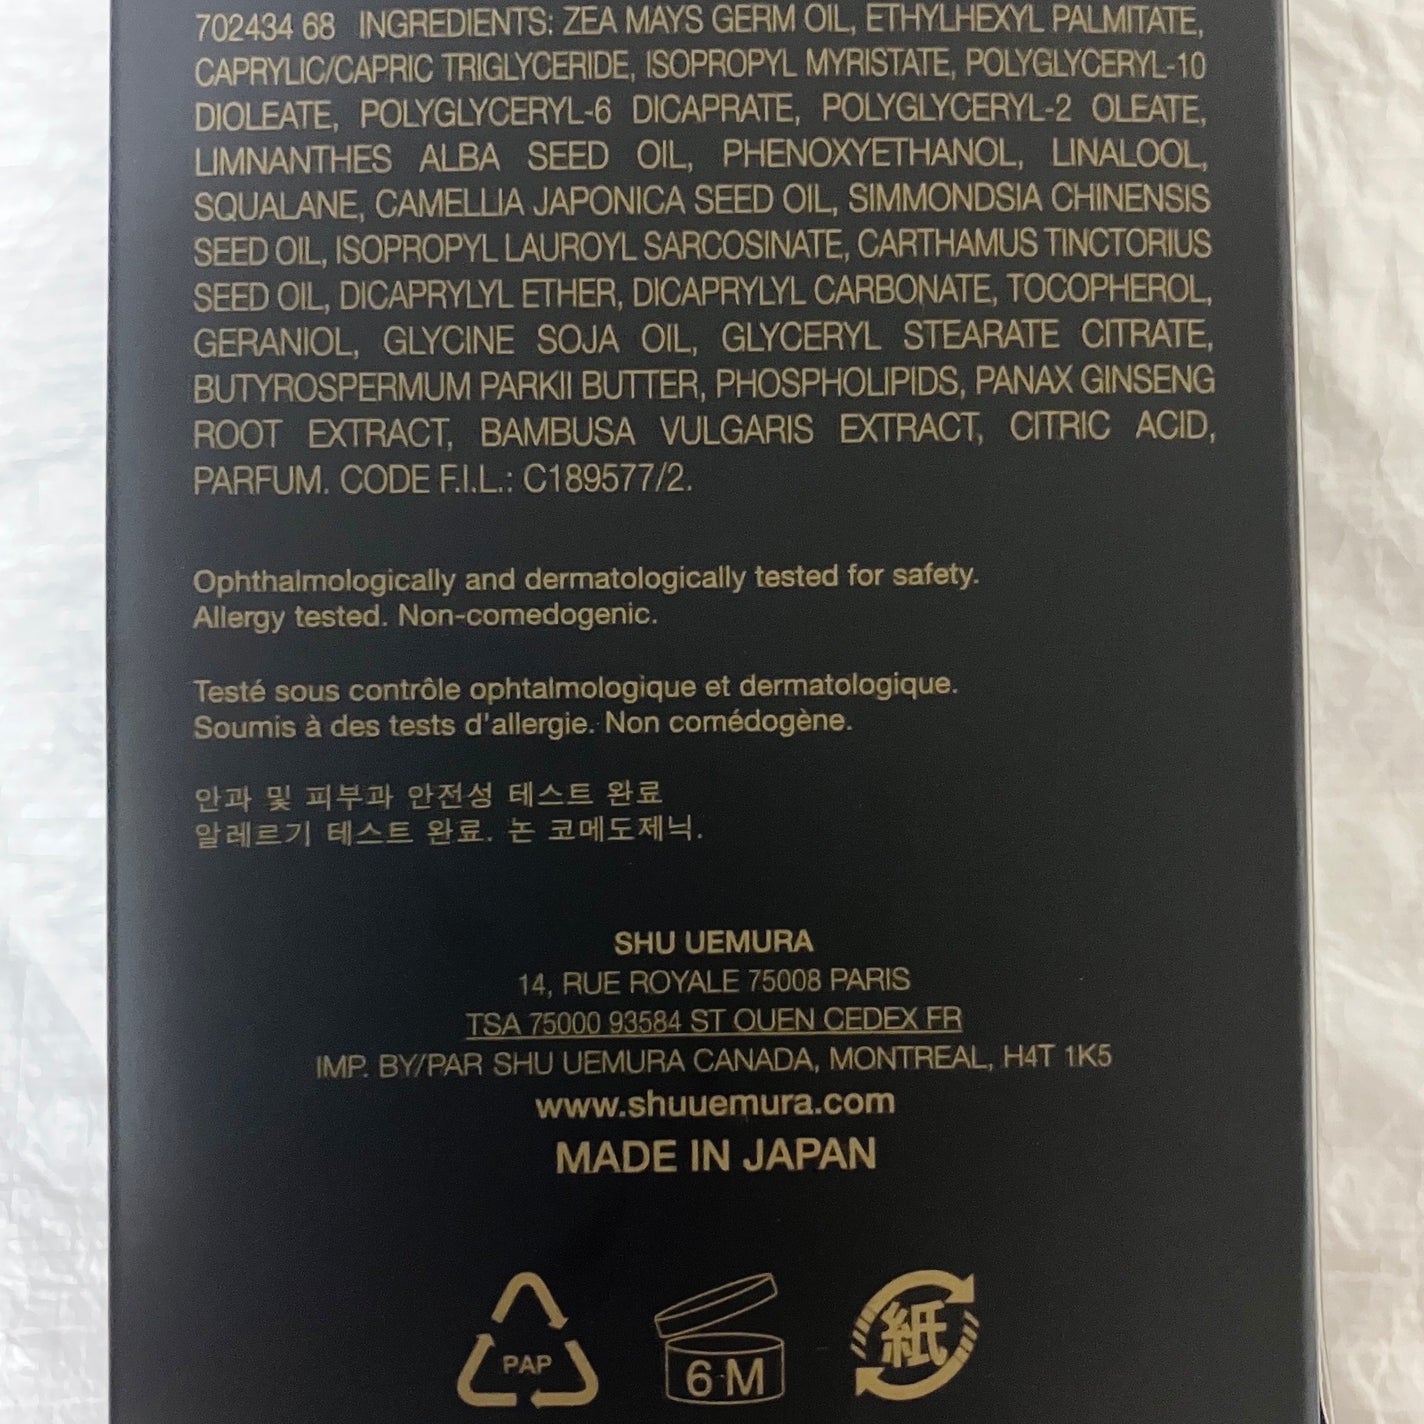 702434 68 INGREDIENTS: ZEA MAYS GERM OIL, ETHYLHEXYL PALMITATE,
CAPRYLIC/CAPRIC TRIGLYCERIDE, ISOPROPYL MYRISTATE, POLYGLYCERYL-10
DIOLEATE, POLYGLYCERYL-6 DICAPRATE, POLYGLYCERYL-2 OLEATE,
LIMNANTHES ALBA SEED OIL, PHENOXYETHANOL, LINALOOL,
SQUALANE, CAMELLIA JAPONICA SEED OIL, SIMMONDSIA CHINENSIS
SEED OIL, ISOPROPYL LAUROYL SARCOSINATE, CARTHAMUS TINCTORIUS
SEED OIL, DICAPRYLYL ETHER, DICAPRYLYL CARBONATE, TOCOPHEROL,
GERANIOL, GLYCINE SOJA OIL, GLYCERYL STEARATE CITRATE,
BUTYROSPERMUM PARKII BUTTER, PHOSPHOLIPIDS, PANAX GINSENG
ROOT EXTRACT, BAMBUSA VULGARIS EXTRACT, CITRIC ACID,
PARFUM. CODE F.I.L.: C189577/2.
Ophthalmologically and dermatologically tested for safety.
Allergy tested. Non-comedogenic.
Testé sous contrôle ophtalmologique et dermatologique.
Soumis à des tests d'allergie. Non comédogène.
안과 및 피부과 안전성 테스트 완료
알레르기 테스트 완료. 논 코메도제닉.
SHU UEMURA
14, RUE ROYALE 75008 PARIS
TSA 75000 93584 ST OUEN CEDEX FR
IMP. BY/PAR SHU UEMURA CANADA, MONTREAL, H4T 1K5
www.shuuemura.com
MADE IN JAPAN
PAP
6 M
紙